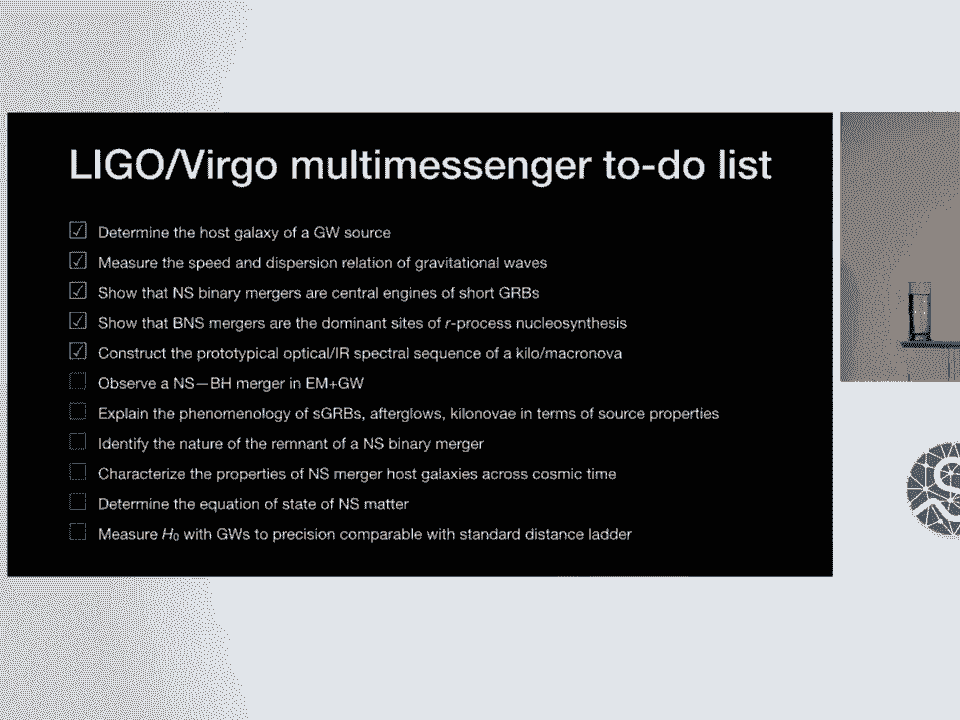 LIGO/Virgo multimessenger to-do list
Determine the host galaxy of a GW source
Measure the speed and dispersion relation of gravitational waves
Show that NS binary mergers are central engines of short GRBs
Show that BNS mergers are the dominant sites of r-process nucleosynthesis
Construct the prototypical optical/IR spectral sequence of a kilo/macronova
Observe a NS—BH merger in EM+GW
Explain the phenomenology of sGRBs, afterglows, kilonovae in terms of source properties
Identify the nature of the remnant of a NS binary merger
Characterize the properties of NS merger host galaxies across cosmic time
Determine the equation of state of NS matter
Measure H₀ with GWs to precision comparable with standard distance ladder